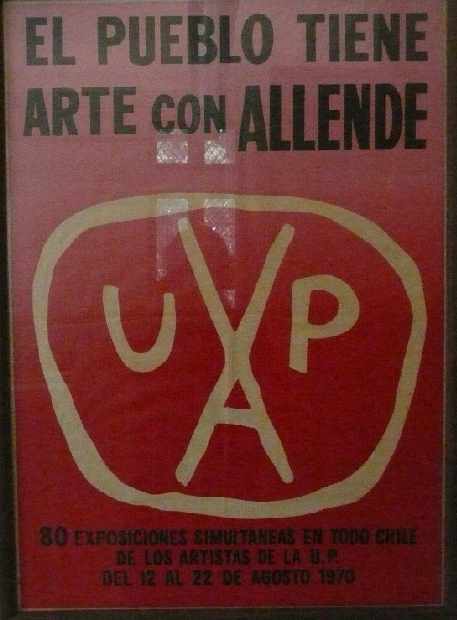 EL PUEBLO TIENE
ARTE CON ALLENDE
U X P
A
80 EXPOSICIONES SIMULTANEAS EN TODO CHILE
DE LOS ARTISTAS DE LA U.P.
DEL 12 AL 22 DE AGOSTO 1970